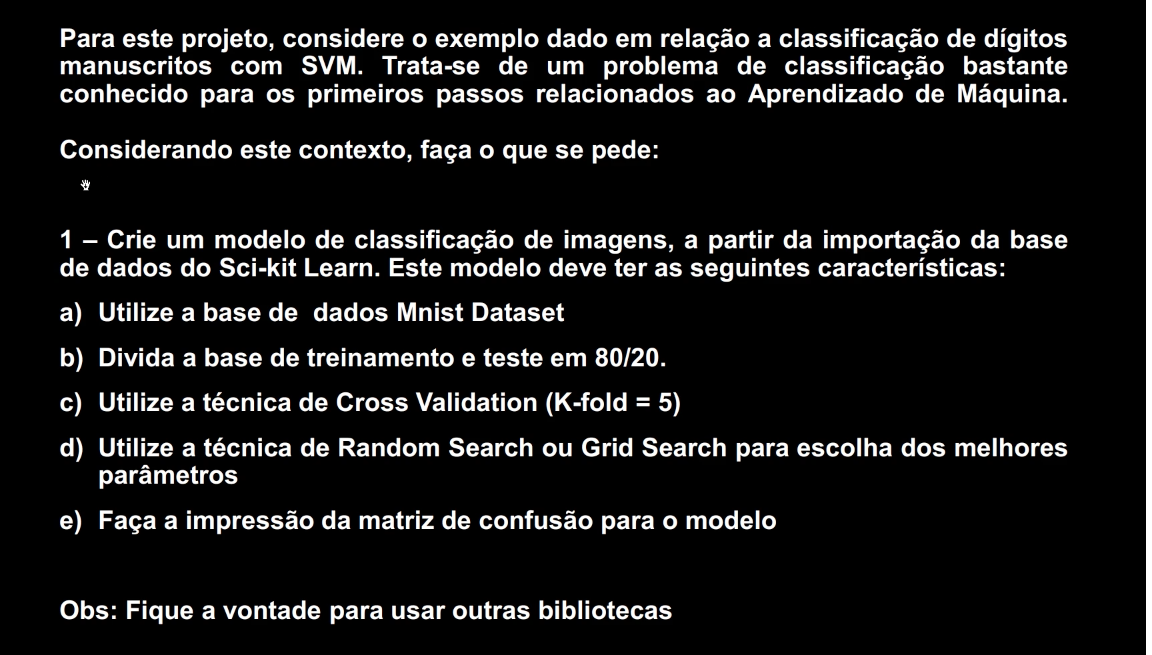 Para este projeto, considere o exemplo dado em relação a classificação de dígitos
manuscritos com SVM. Trata-se de um problema de classificação bastante
conhecido para os primeiros passos relacionados ao Aprendizado de Máquina.
Considerando este contexto, faça o que se pede:
1 – Crie um modelo de classificação de imagens, a partir da importação da base
de dados do Sci-kit Learn. Este modelo deve ter as seguintes características:
a) Utilize a base de dados Mnist Dataset
b) Divida a base de treinamento e teste em 80/20.
c) Utilize a técnica de Cross Validation (K-fold = 5)
d) Utilize a técnica de Random Search ou Grid Search para escolha dos melhores
parâmetros
e) Faça a impressão da matriz de confusão para o modelo
Obs: Fique a vontade para usar outras bibliotecas